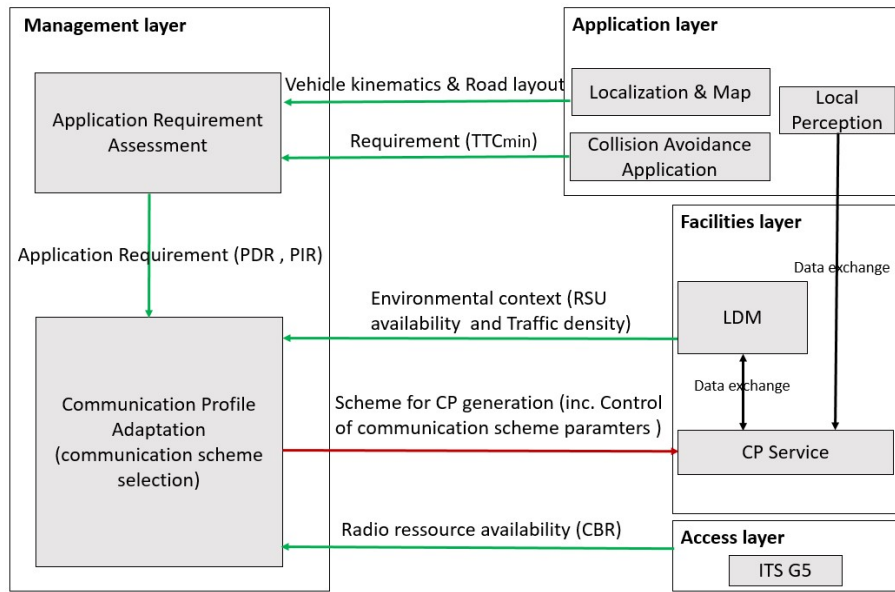 Management layer
Application Requirement
Assessment
Application Requirement (PDR , PIR)
Communication Profile
Adaptation
(communication scheme
selection)
Vehicle kinematics & Road layout
Requirement (TTCmin)
Environmental context (RSU
availability and Traffic density)
Scheme for CP generation (inc. Control
of communication scheme paramters )
Radio ressource availability (CBR)
Application layer
Localization & Map
Local
Perception
Collision Avoidance
Application
Facilities layer
Data exchange
LDM
Data exchange
CP Service
Access layer
ITS G5